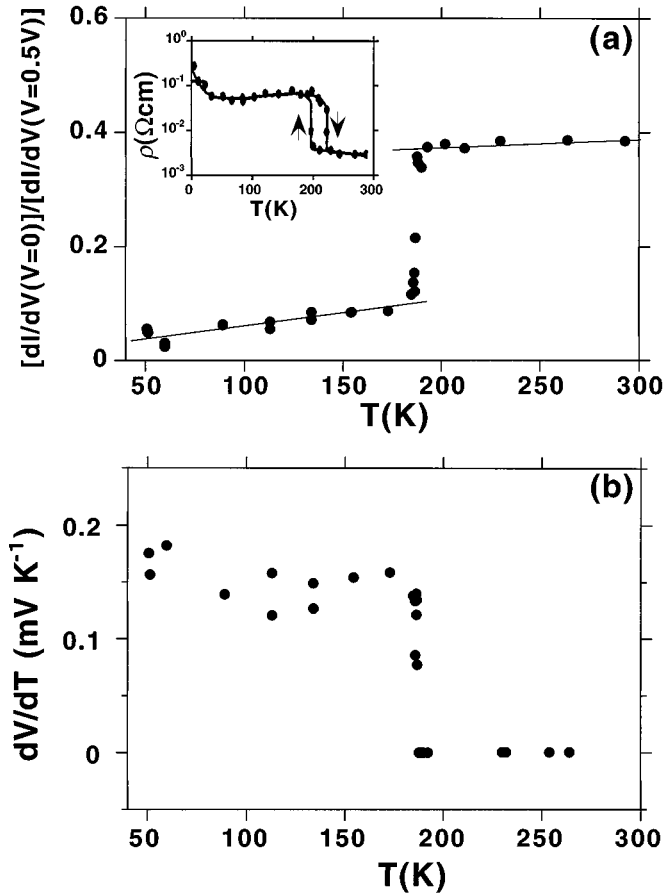 (a)
[dI/dV(V=0)]/[dI/dV(V=0.5V)]
0.6
0.4
0.2
0
ρ(Ωcm)
10⁰
10⁻¹
10⁻²
10⁻³
0 100 200 300
T(K)
50 100 150 200 250 300
T(K)
(b)
dV/dT (mV K⁻¹)
0.2
0.1
0
50 100 150 200 250 300
T(K)